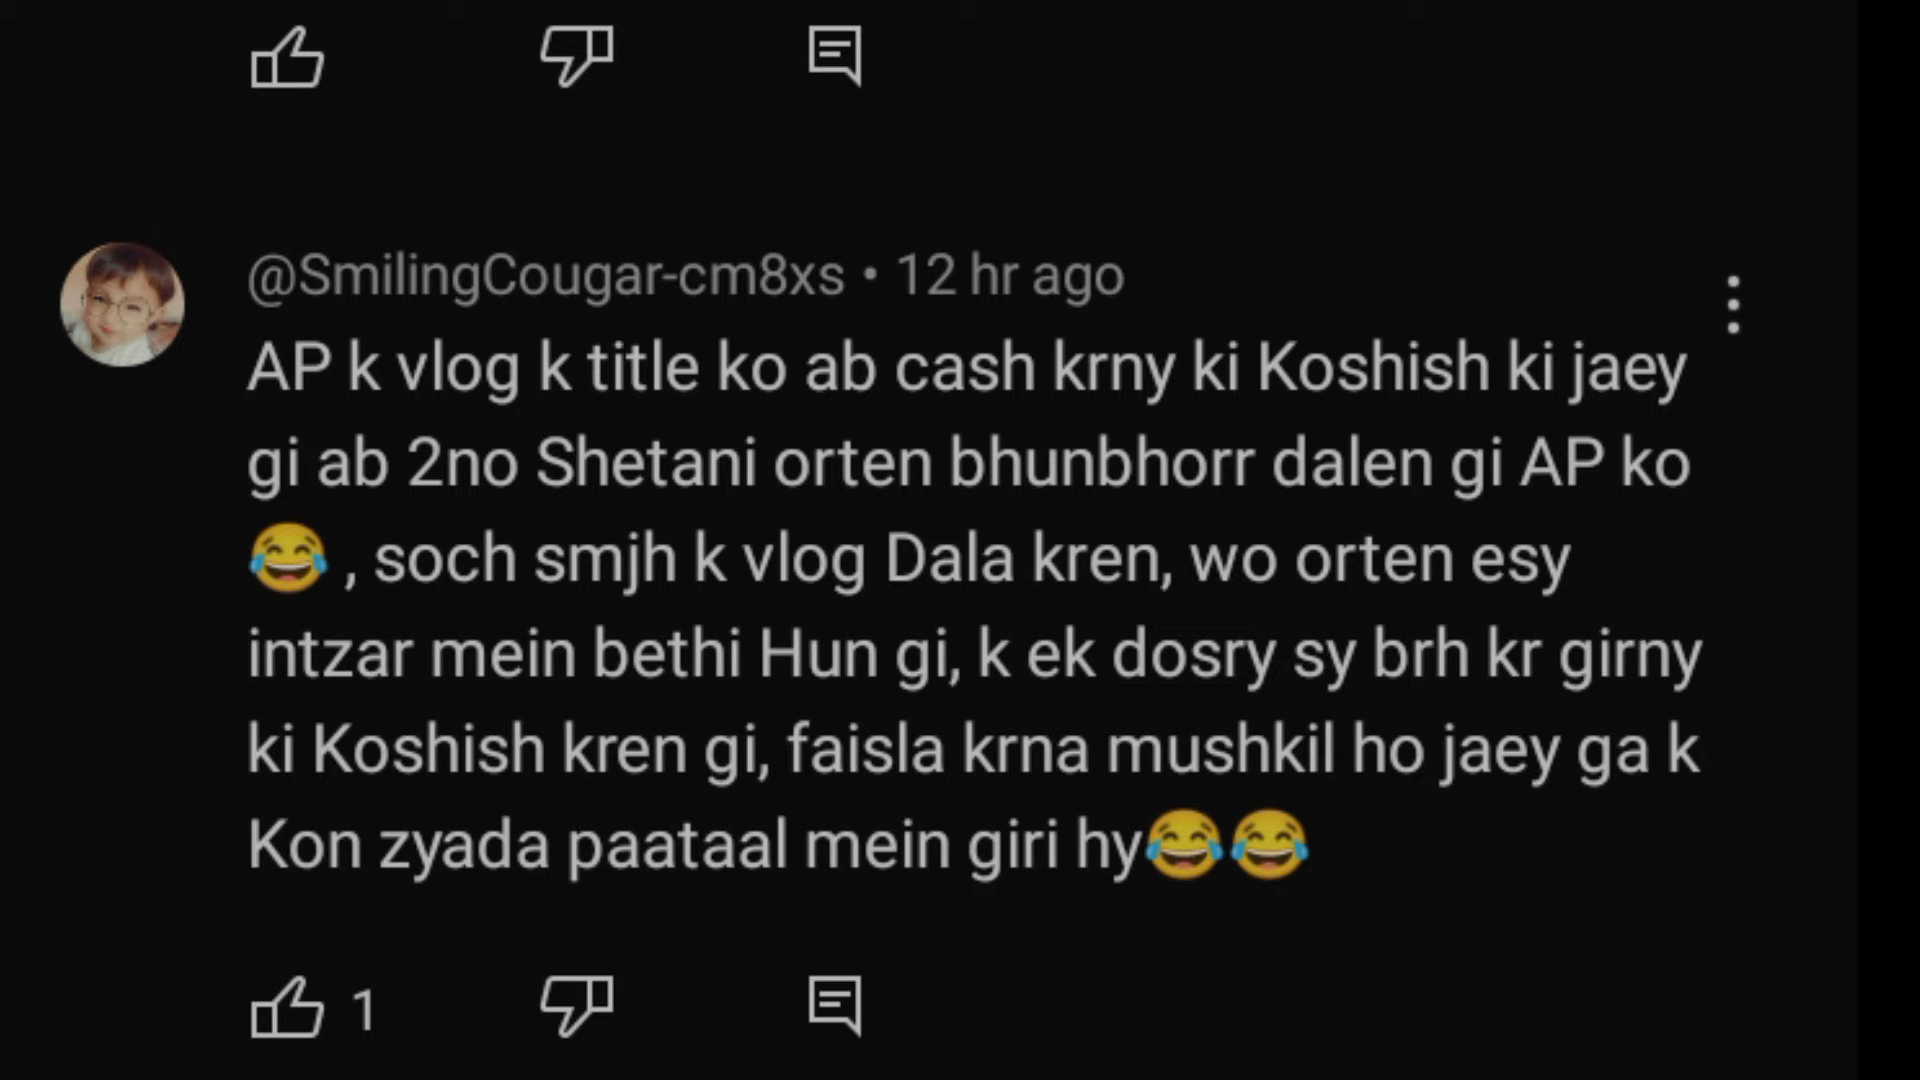 @SmilingCougar-cm8xs • 12 hr ago
AP k vlog k title ko ab cash krny ki Koshish ki jaey
gi ab 2no Shetani orten bhunbhorr dalen gi AP ko
😂 , soch smjh k vlog Dala kren, wo orten esy
intzar mein bethi Hun gi, k ek dosry sy brh kr girny
ki Koshish kren gi, faisla krna mushkil ho jaey ga k
Kon zyada paataal mein giri hy😂😂
1